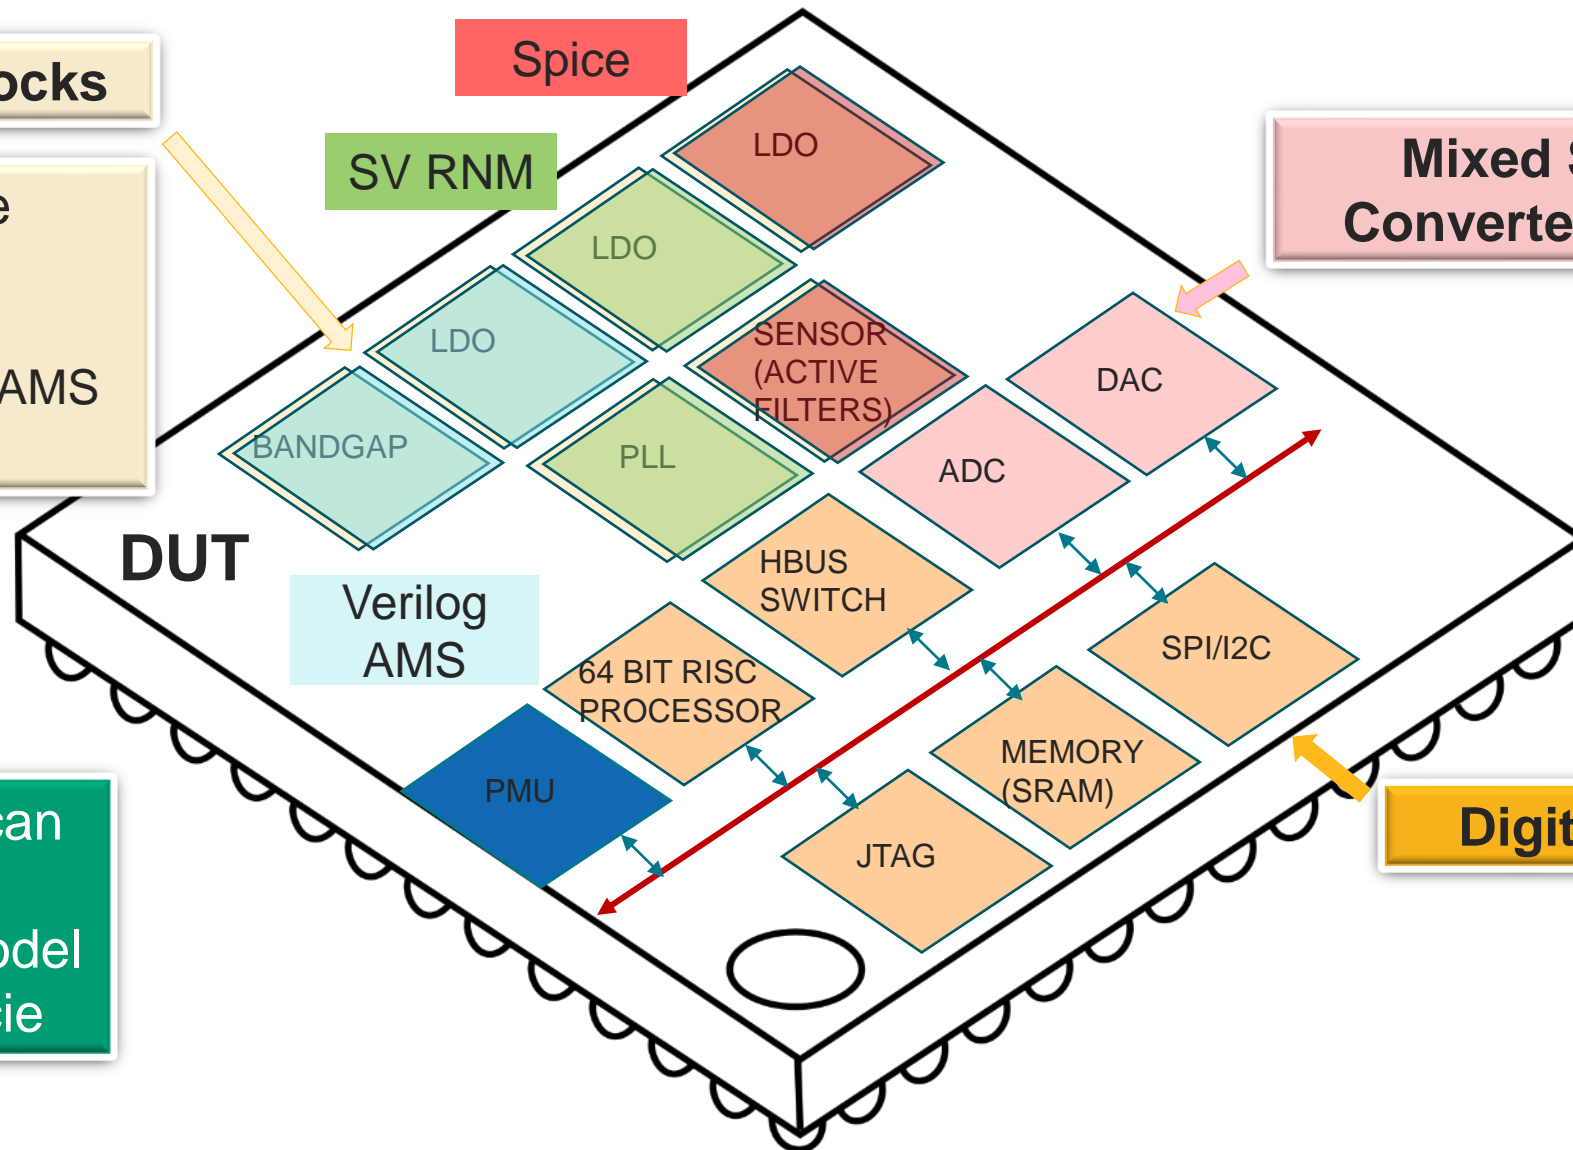 Spice
ocks
SV RNM
LDO
Mixed S
Converte
e
LDO
AMS
LDO
SENSOR
(ACTIVE
FILTERS)
DAC
BANDGAP
PLL
ADC
DUT
HBUS
SWITCH
Verilog
AMS
SPI/I2C
64 BIT RISC
PROCESSOR
MEMORY
(SRAM)
PMU
can
odel
cie
JTAG
Digit